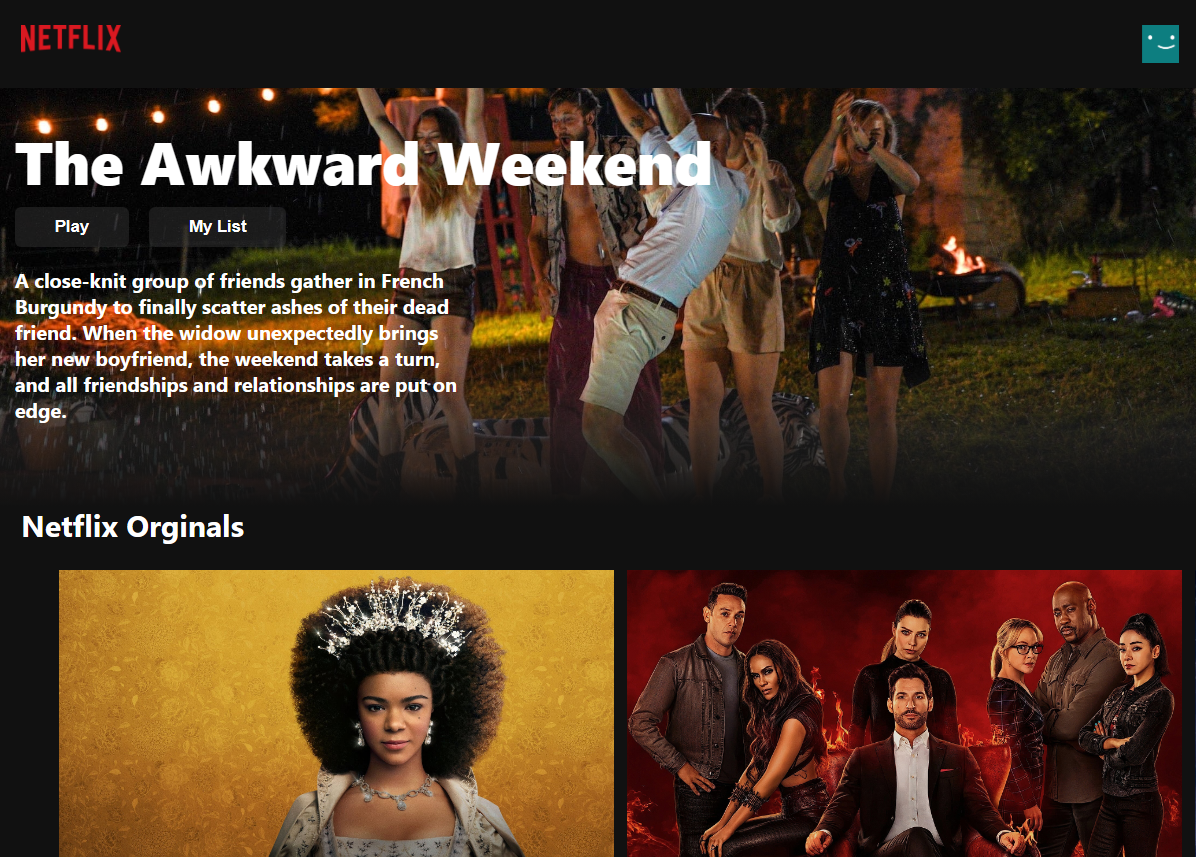 NETFLIX
The Awkward Weekend
Play
My List
A close-knit group of friends gather in French
Burgundy to finally scatter ashes of their dead
friend. When the widow unexpectedly brings
her new boyfriend, the weekend takes a turn,
and all friendships and relationships are put on
edge.
Netflix Orginals